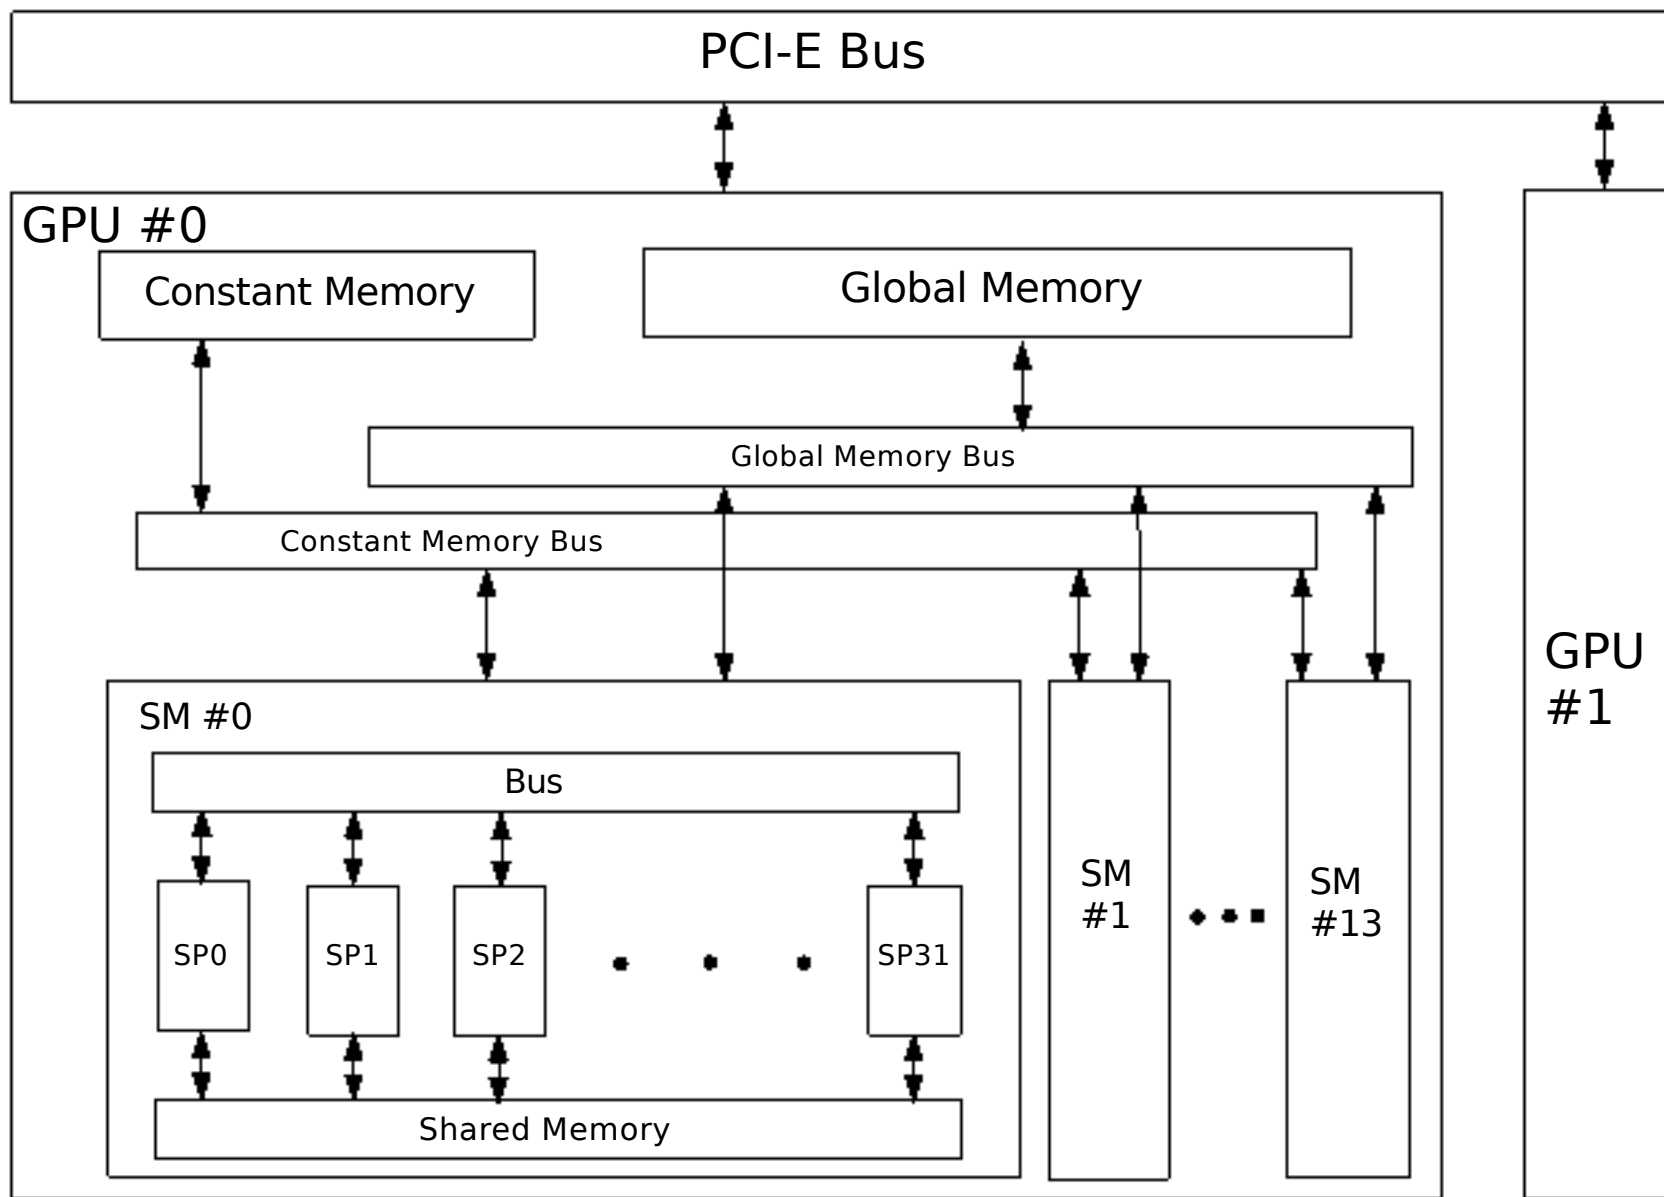 PCI-E Bus
GPU #0
Constant Memory
Global Memory
Global Memory Bus
Constant Memory Bus
SM #0
Bus
SP0
SP1
SP2
SP31
Shared Memory
SM
#1
SM
#13
GPU
#1